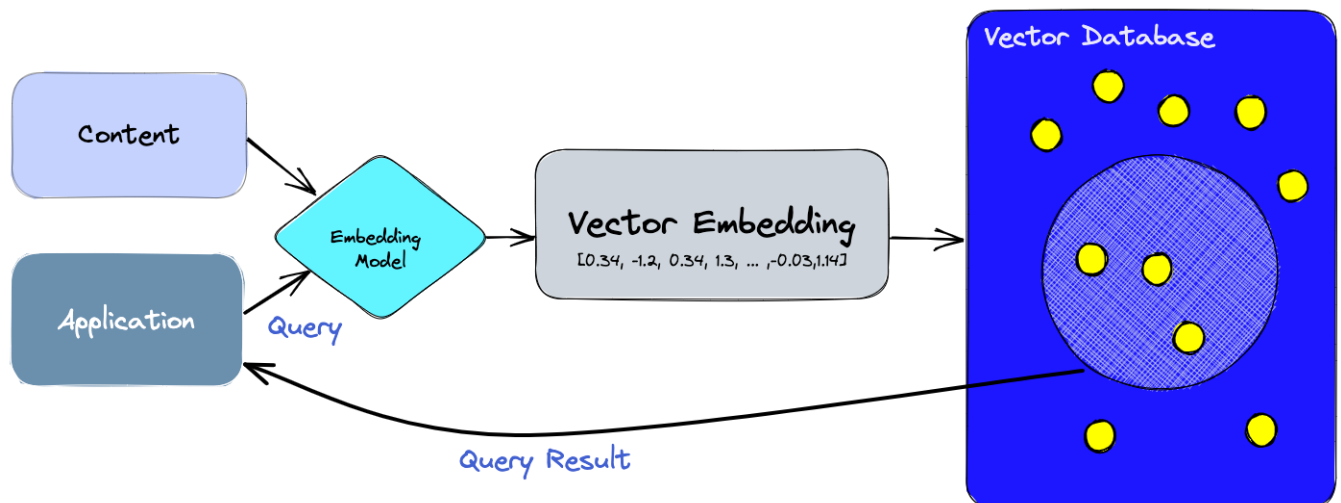 Vector Database
Content
Embedding
Model
Vector Embedding
[0.34, -1.2, 0.34, 1.3, ... ,-0.03,1.14]
Application
Query
Query Result